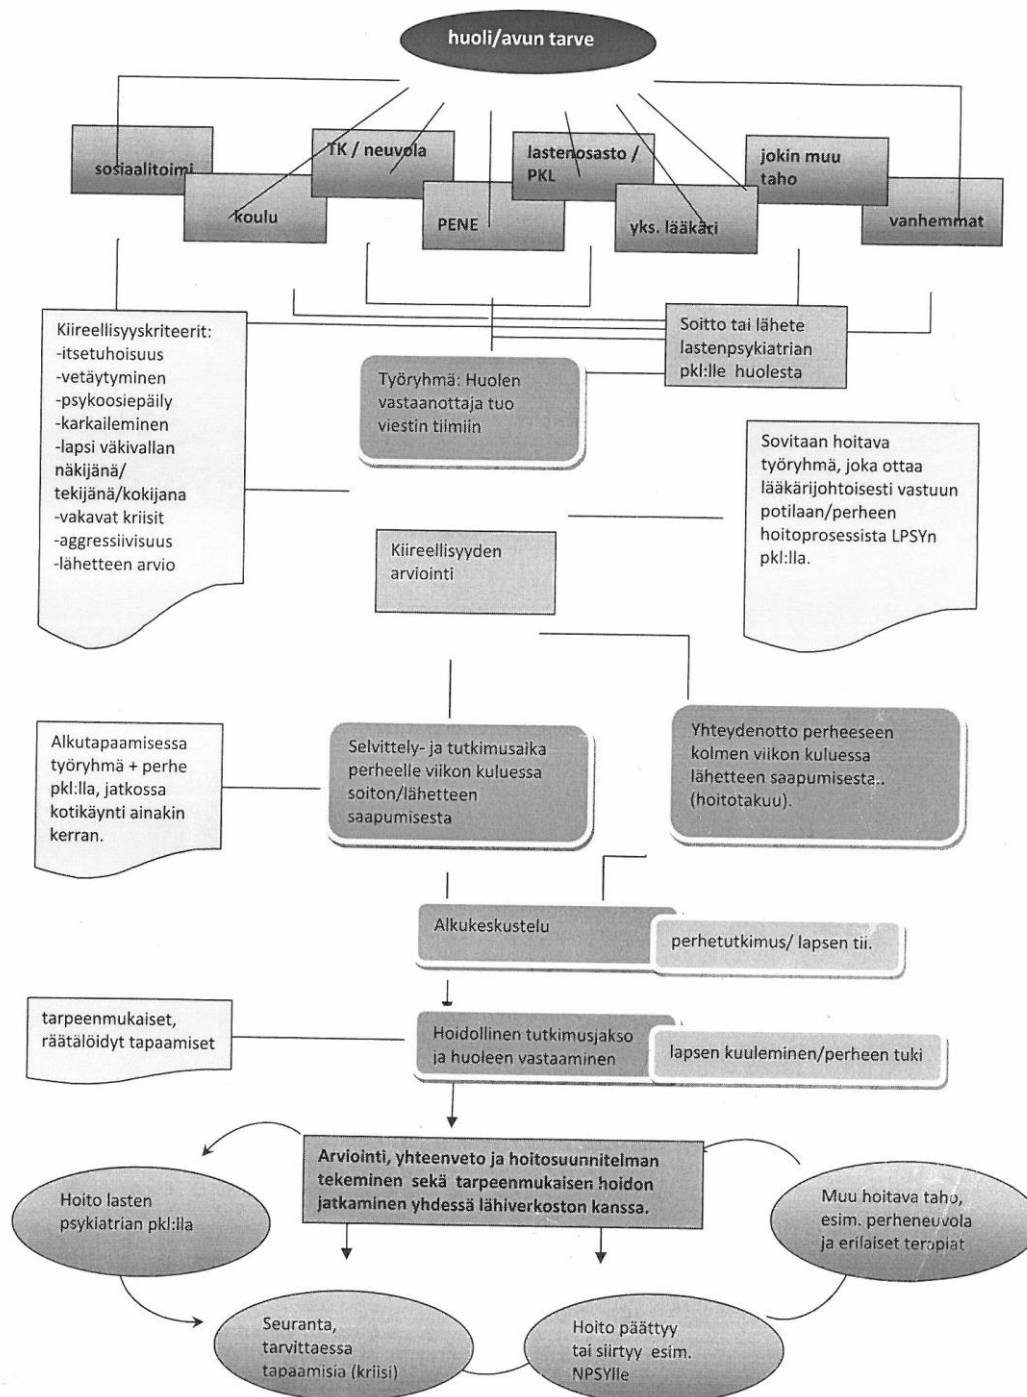 huoli/avun tarve
sosiaalitoimi
koulu
TK / neuvola
PENE
lastenosasto /
PKL
yks. lääkäri
jokin muu
taho
vanhemmat
Kiireellisyyskriteerit:
-itsetuhoisuus
-vetäytyminen
-psykoosiepäily
-karkaileminen
-lapsi väkivallan
näkijänä/
tekijänä/kokijana
-vakavat kriisit
-aggressiivisuus
-lähetteen arvio
Työryhmä: Huolen
vastaanottaja tuo
viestin tiimiin
Soitto tai lähete
lastenpsykiatrian
pkl:lle huolesta
Sovitaan hoitava
työryhmä, joka ottaa
lääkärijohtoisesti vastuun
potilaan/perheen
hoitoprosessista LPSYn
pkl:lla.
Kiireellisyyden
arviointi
Alkutapaamisessa
työryhmä + perhe
pkl:lla, jatkossa
kotikäynti ainakin
kerran.
Selvittely- ja tutkimusaika
perheelle viikon kuluessa
soiton/lähetteen
saapumisesta
Yhteydenotto perheeseen
kolmen viikon kuluessa
lähetteen saapumisesta..
(hoitotakuu).
Alkukeskustelu
perhetutkimus/ lapsen tii.
tarpeenmukaiset,
räätälöidyt tapaamiset
Hoidollinen tutkimusjakso
ja huoleen vastaaminen
lapsen kuuleminen/perheen tuki
Arviointi, yhteenveto ja hoitosuunnitelman
tekeminen sekä tarpeenmukaisen hoidon
jatkaminen yhdessä lähiverkoston kanssa.
Hoito lasten
psykiatrian pkl:lla
Muu hoitava taho,
esim. perheneuvola
ja erilaiset terapiat
Seuranta,
tarvittaessa
tapaamisia (kriisi)
Hoito päättyy
tai siirtyy esim.
NPSYlle